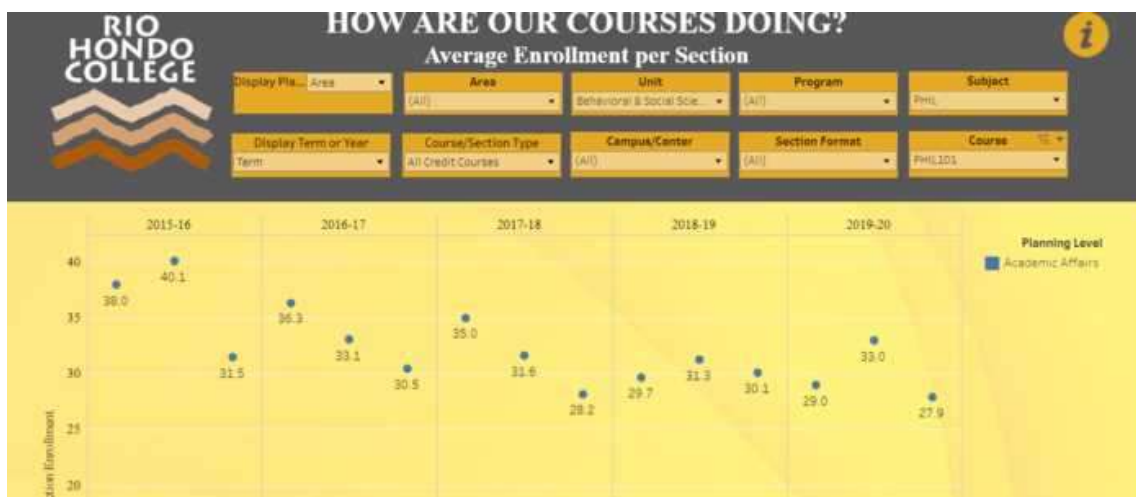 RIO
HONDO
COLLEGE
HOW ARE OUR COURSES DOING?
Average Enrollment per Section
i
Display Pla... Area
Area
(All)
Unit
Behavioral & Social Scie...
Program
(All)
Subject
PHIL
Display Term or Year
Term
Course/Section Type
All Credit Courses
Campus/Center
(All)
Section Format
(All)
Course
PHIL101
2015-16 2016-17 2017-18 2018-19 2019-20
Planning Level
Academic Affairs
40
35
30
25
20
38.0 40.1 31.5 36.3 33.1 30.5 35.0 31.6 28.2 29.7 31.3 30.1 29.0 33.0 27.9
Enrollment